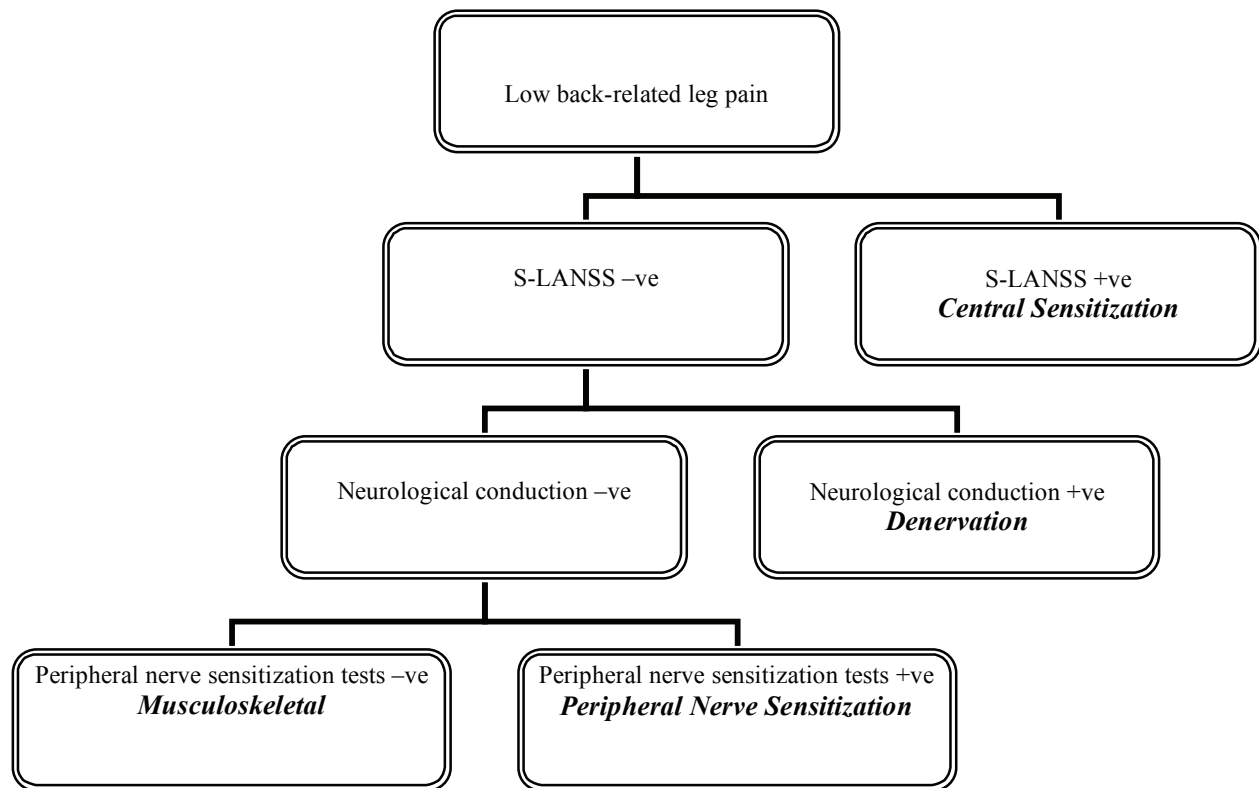 Low back-related leg pain
S-LANSS –ve
S-LANSS +ve
Central Sensitization
Neurological conduction –ve
Neurological conduction +ve
Denervation
Peripheral nerve sensitization tests –ve
Musculoskeletal
Peripheral nerve sensitization tests +ve
Peripheral Nerve Sensitization